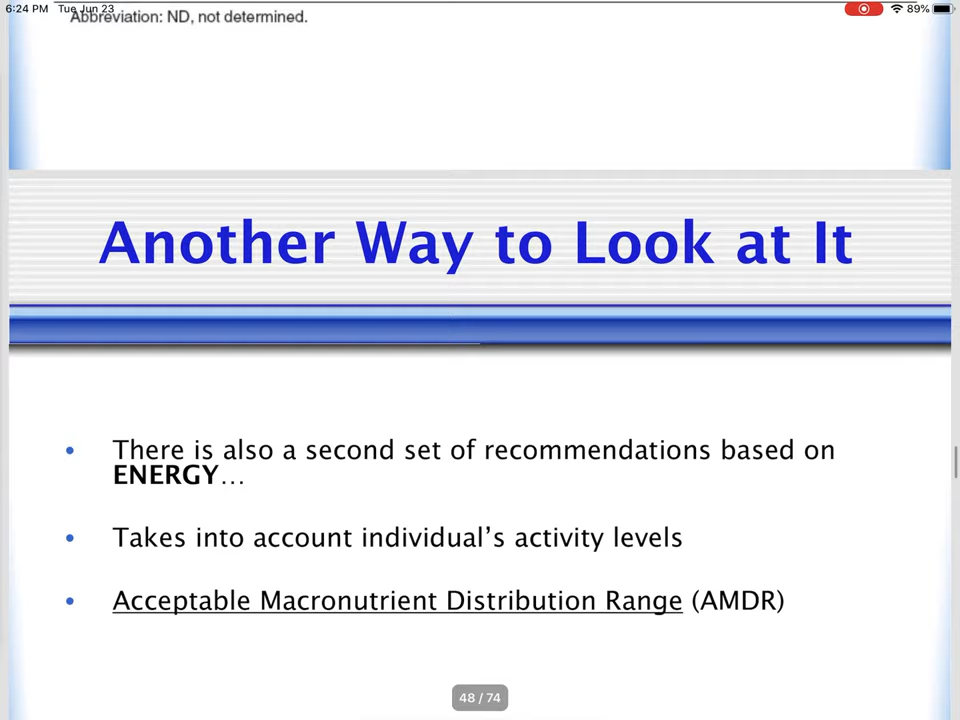 6:24 PM Tue Jun 23 89%
Abbreviation: ND, not determined.
Another Way to Look at It
• There is also a second set of recommendations based on
ENERGY…
• Takes into account individual’s activity levels
• Acceptable Macronutrient Distribution Range (AMDR)
48 / 74